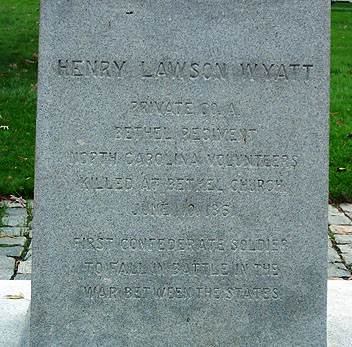 HENRY LAWSON WYATT
PRIVATE CO. A.
BETHEL REGIMENT
NORTH CAROLINA VOLUNTEERS
KILLED AT BETHEL CHURCH
JUNE 10 1861
FIRST CONFEDERATE SOLDIER
TO FALL IN BATTLE IN THE
WAR BETWEEN THE STATES.